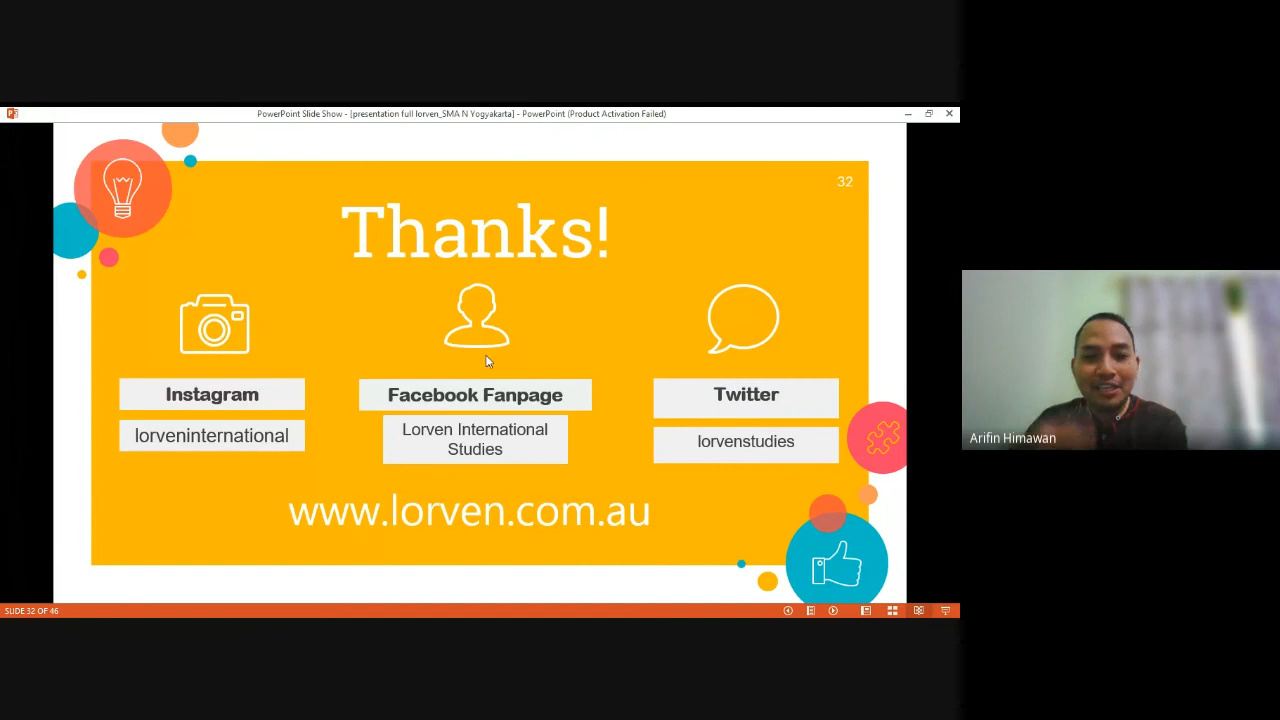 PowerPoint Slide Show - [presentation full lorven_SMA N Yogyakarta] - PowerPoint (Product Activation Failed)
32
Thanks!
Instagram
lorveninternational
Facebook Fanpage
Lorven International
Studies
Twitter
lorvenstudies
www.lorven.com.au
SLIDE 32 OF 46
Arifin Himawan